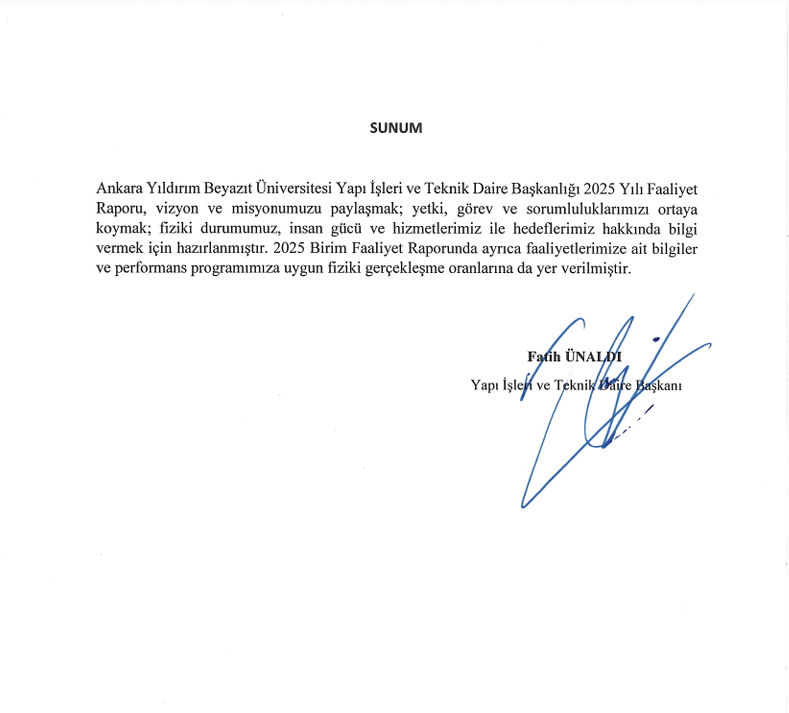 SUNUM
Ankara Yıldırım Beyazıt Üniversitesi Yapı İşleri ve Teknik Daire Başkanlığı 2025 Yılı Faaliyet
Raporu, vizyon ve misyonumuzu paylaşmak; yetki, görev ve sorumluluklarımızı ortaya
koymak; fiziki durumumuz, insan gücü ve hizmetlerimiz ile hedeflerimiz hakkında bilgi
vermek için hazırlanmıştır. 2025 Birim Faaliyet Raporunda ayrıca faaliyetlerimize ait bilgiler
ve performans programımıza uygun fiziki gerçekleşme oranlarına da yer verilmiştir.
Fatih ÜNALDI
Yapı İşleri ve Teknik Daire Başkanı